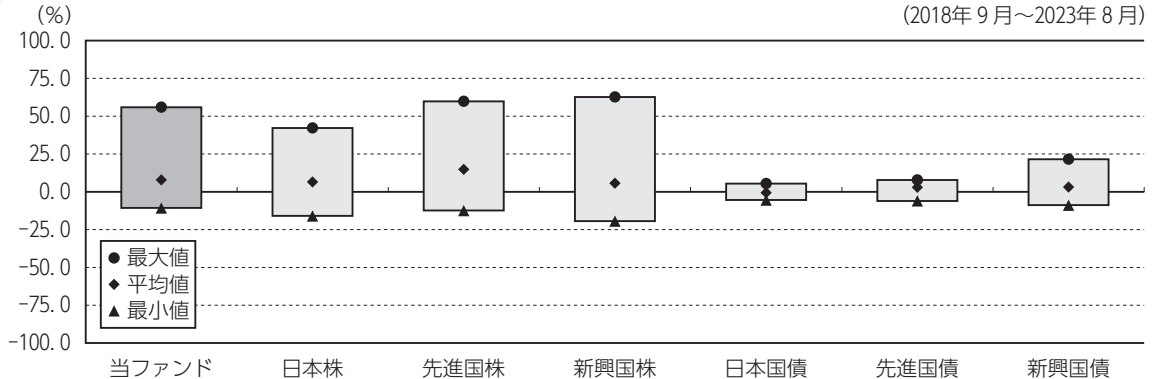 (%)
(2018年9月～2023年8月)
100.0
75.0
50.0
25.0
0.0
-25.0
-50.0
-75.0
-100.0
● 最大値
◆ 平均値
▲ 最小値
当ファンド 日本株 先進国株 新興国株 日本国債 先進国債 新興国債